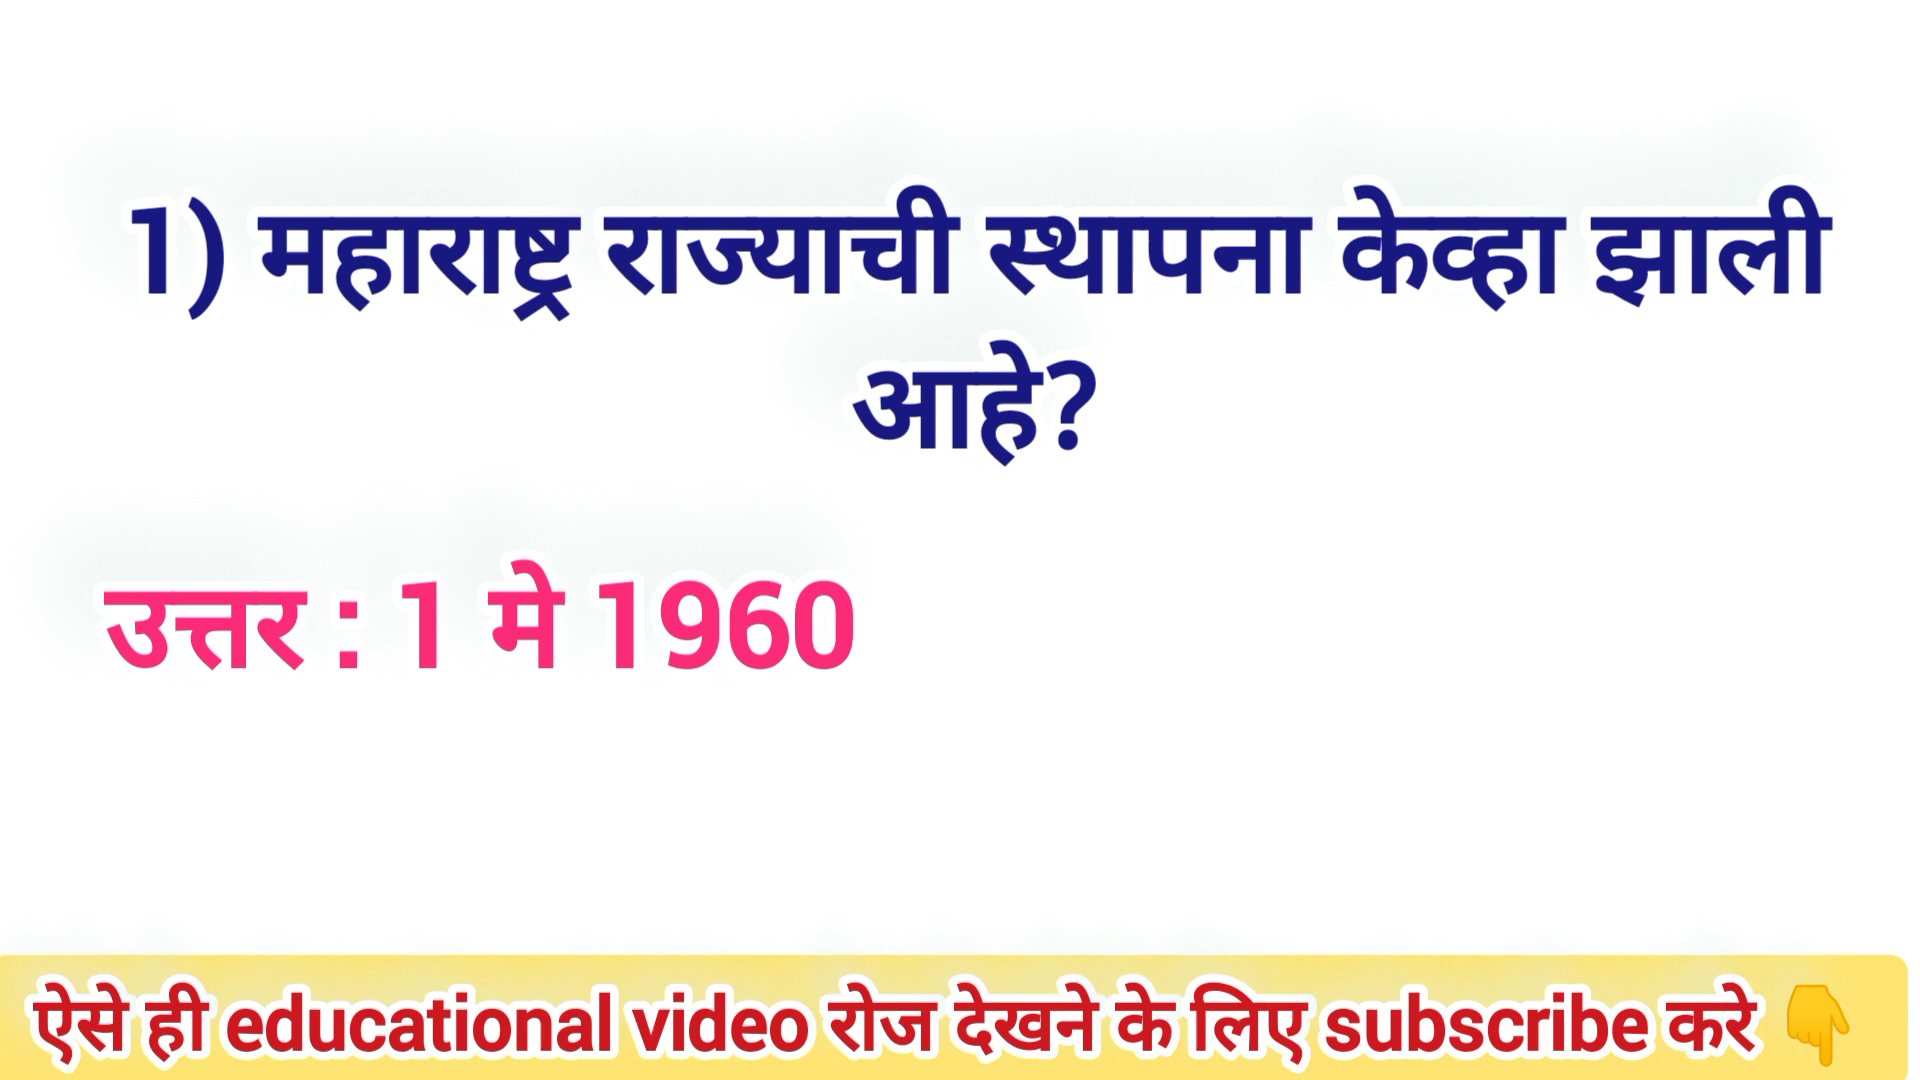 1) महाराष्ट्र राज्याची स्थापना केव्हा झाली
आहे?
उत्तर : 1 मे 1960
ऐसे ही educational video रोज देखने के लिए subscribe करे 👇